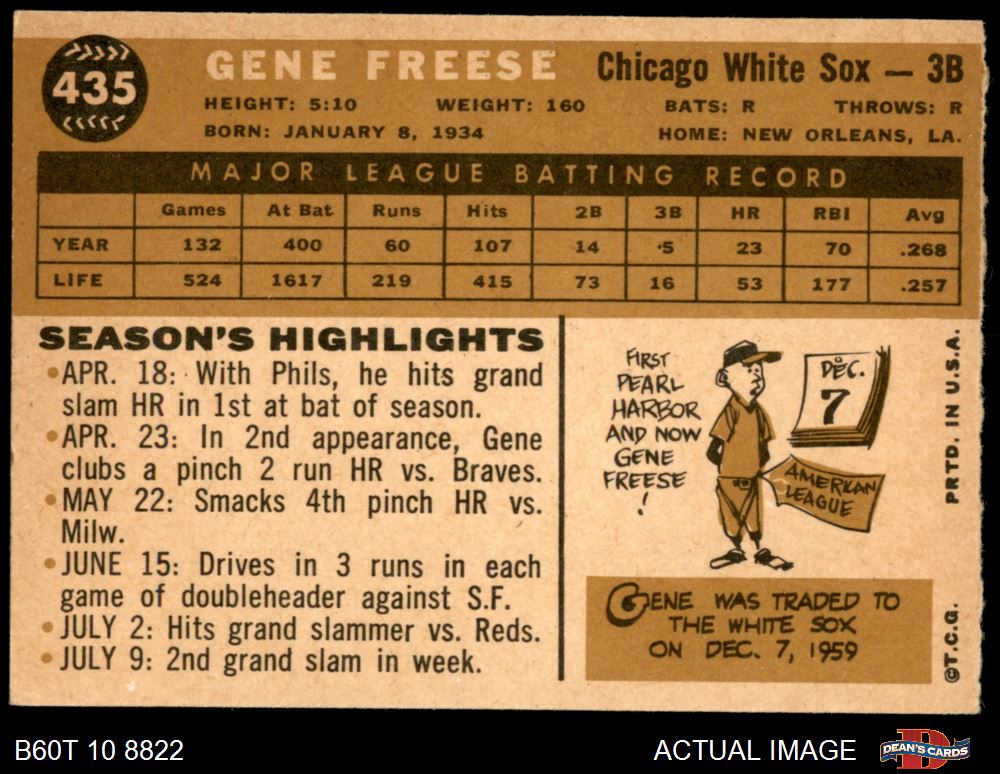 435
GENE FREESE Chicago White Sox — 3B
HEIGHT: 5:10 WEIGHT: 160 BATS: R THROWS: R
BORN: JANUARY 8, 1934 HOME: NEW ORLEANS, LA.
MAJOR LEAGUE BATTING RECORD
Games At Bat Runs Hits 2B 3B HR RBI Avg
YEAR 132 400 60 107 14 5 23 70 .268
LIFE 524 1617 219 415 73 16 53 177 .257
SEASON'S HIGHLIGHTS
•APR. 18: With Phils, he hits grand
slam HR in 1st at bat of season.
•APR. 23: In 2nd appearance, Gene
clubs a pinch 2 run HR vs. Braves.
•MAY 22: Smacks 4th pinch HR vs.
Milw.
•JUNE 15: Drives in 3 runs in each
game of doubleheader against S.F.
•JULY 2: Hits grand slammer vs. Reds.
•JULY 9: 2nd grand slam in week.
FIRST
PEARL
HARBOR
AND NOW
GENE
FREESE
!
DEC.
7
AMERICAN
LEAGUE
GENE WAS TRADED TO
THE WHITE SOX
ON DEC. 7, 1959
©T.C.G. PRTD. IN U.S.A.
B60T 10 8822 ACTUAL IMAGE DEAN'S CARDS